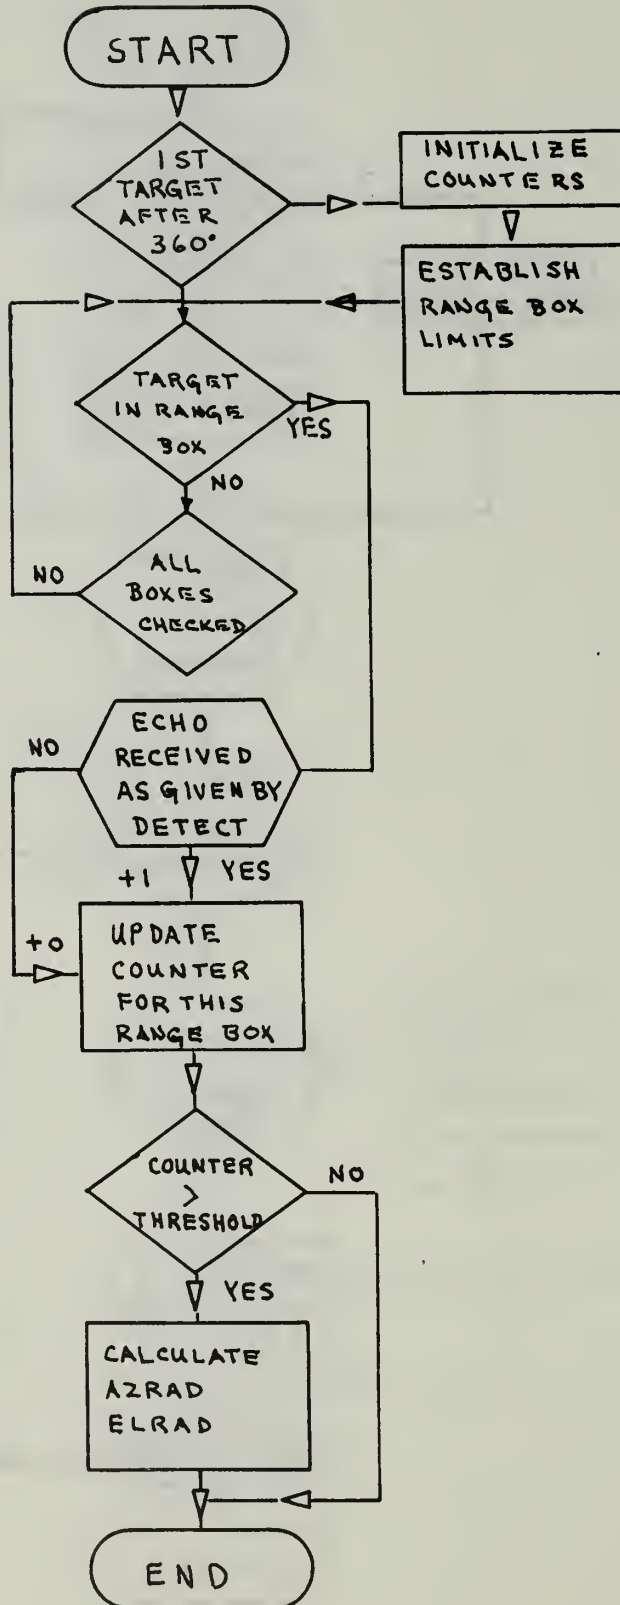 START
1ST
TARGET
AFTER
360°
INITIALIZE
COUNTERS
ESTABLISH
RANGE BOX
LIMITS
TARGET
IN RANGE
BOX
YES
NO
ALL
BOXES
CHECKED
NO
ECHO
RECEIVED
AS GIVEN BY
DETECT
NO
+1 YES
+0
UPDATE
COUNTER
FOR THIS
RANGE BOX
COUNTER
>
THRESHOLD
NO
YES
CALCULATE
AZRAD
ELRAD
END